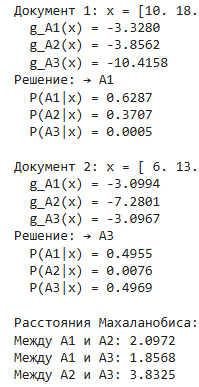 Документ 1: x = [10. 18.
g_A1(x) = -3.3280
g_A2(x) = -3.8562
g_A3(x) = -10.4158
Решение: → A1
P(A1|x) = 0.6287
P(A2|x) = 0.3707
P(A3|x) = 0.0005
Документ 2: x = [ 6. 13.
g_A1(x) = -3.0994
g_A2(x) = -7.2801
g_A3(x) = -3.0967
Решение: → A3
P(A1|x) = 0.4955
P(A2|x) = 0.0076
P(A3|x) = 0.4969
Расстояния Махаланобиса:
Между A1 и A2: 2.0972
Между A1 и A3: 1.8568
Между A2 и A3: 3.8325